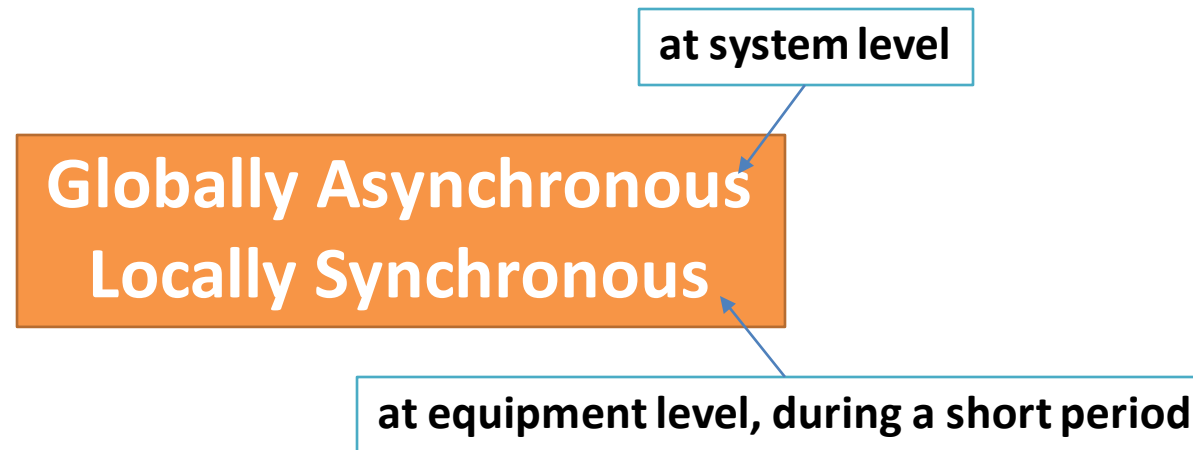 at system level
Globally Asynchronous
Locally Synchronous
at equipment level, during a short period